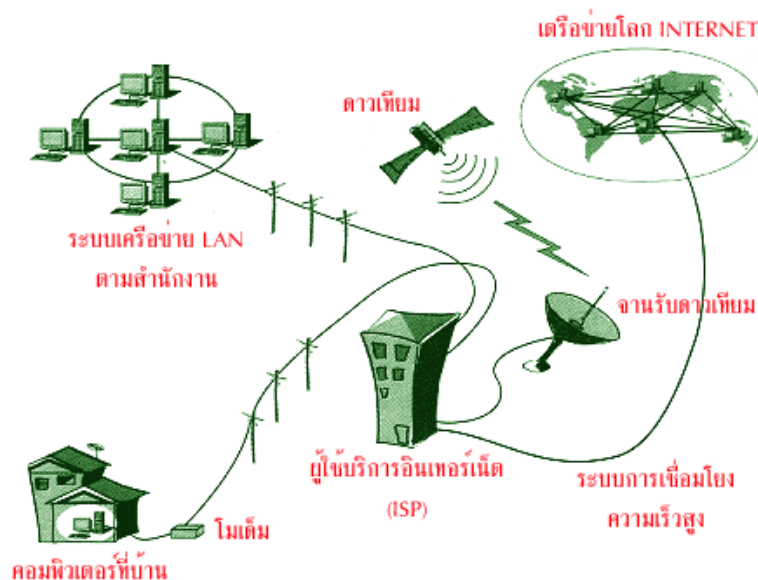 เตรือข่ายโลก INTERNET
ดาวเทียม
ระบบเครือข่าย LAN
ตามสำนักงาน
จานรับดาวเทียม
ผู้ใช้บริการอินเทอร์เน็ต
(ISP)
ระบบการเชื่อมโยง
ความเร็วสูง
โมเด็ม
คอมพิวเตอร์ที่บ้าน